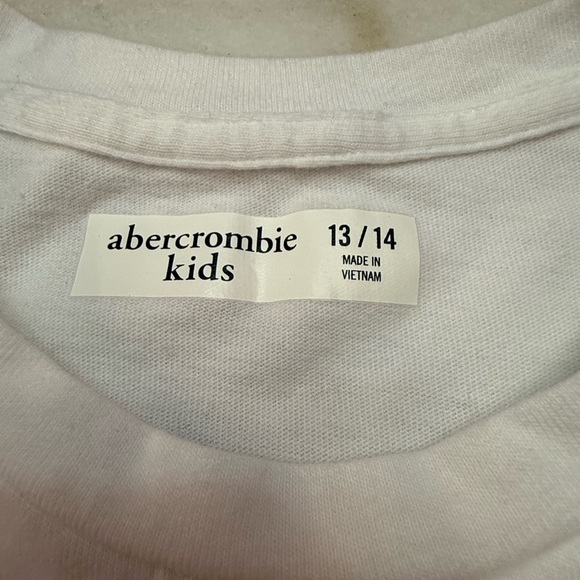 abercrombie
kids
13 / 14
MADE IN
VIETNAM